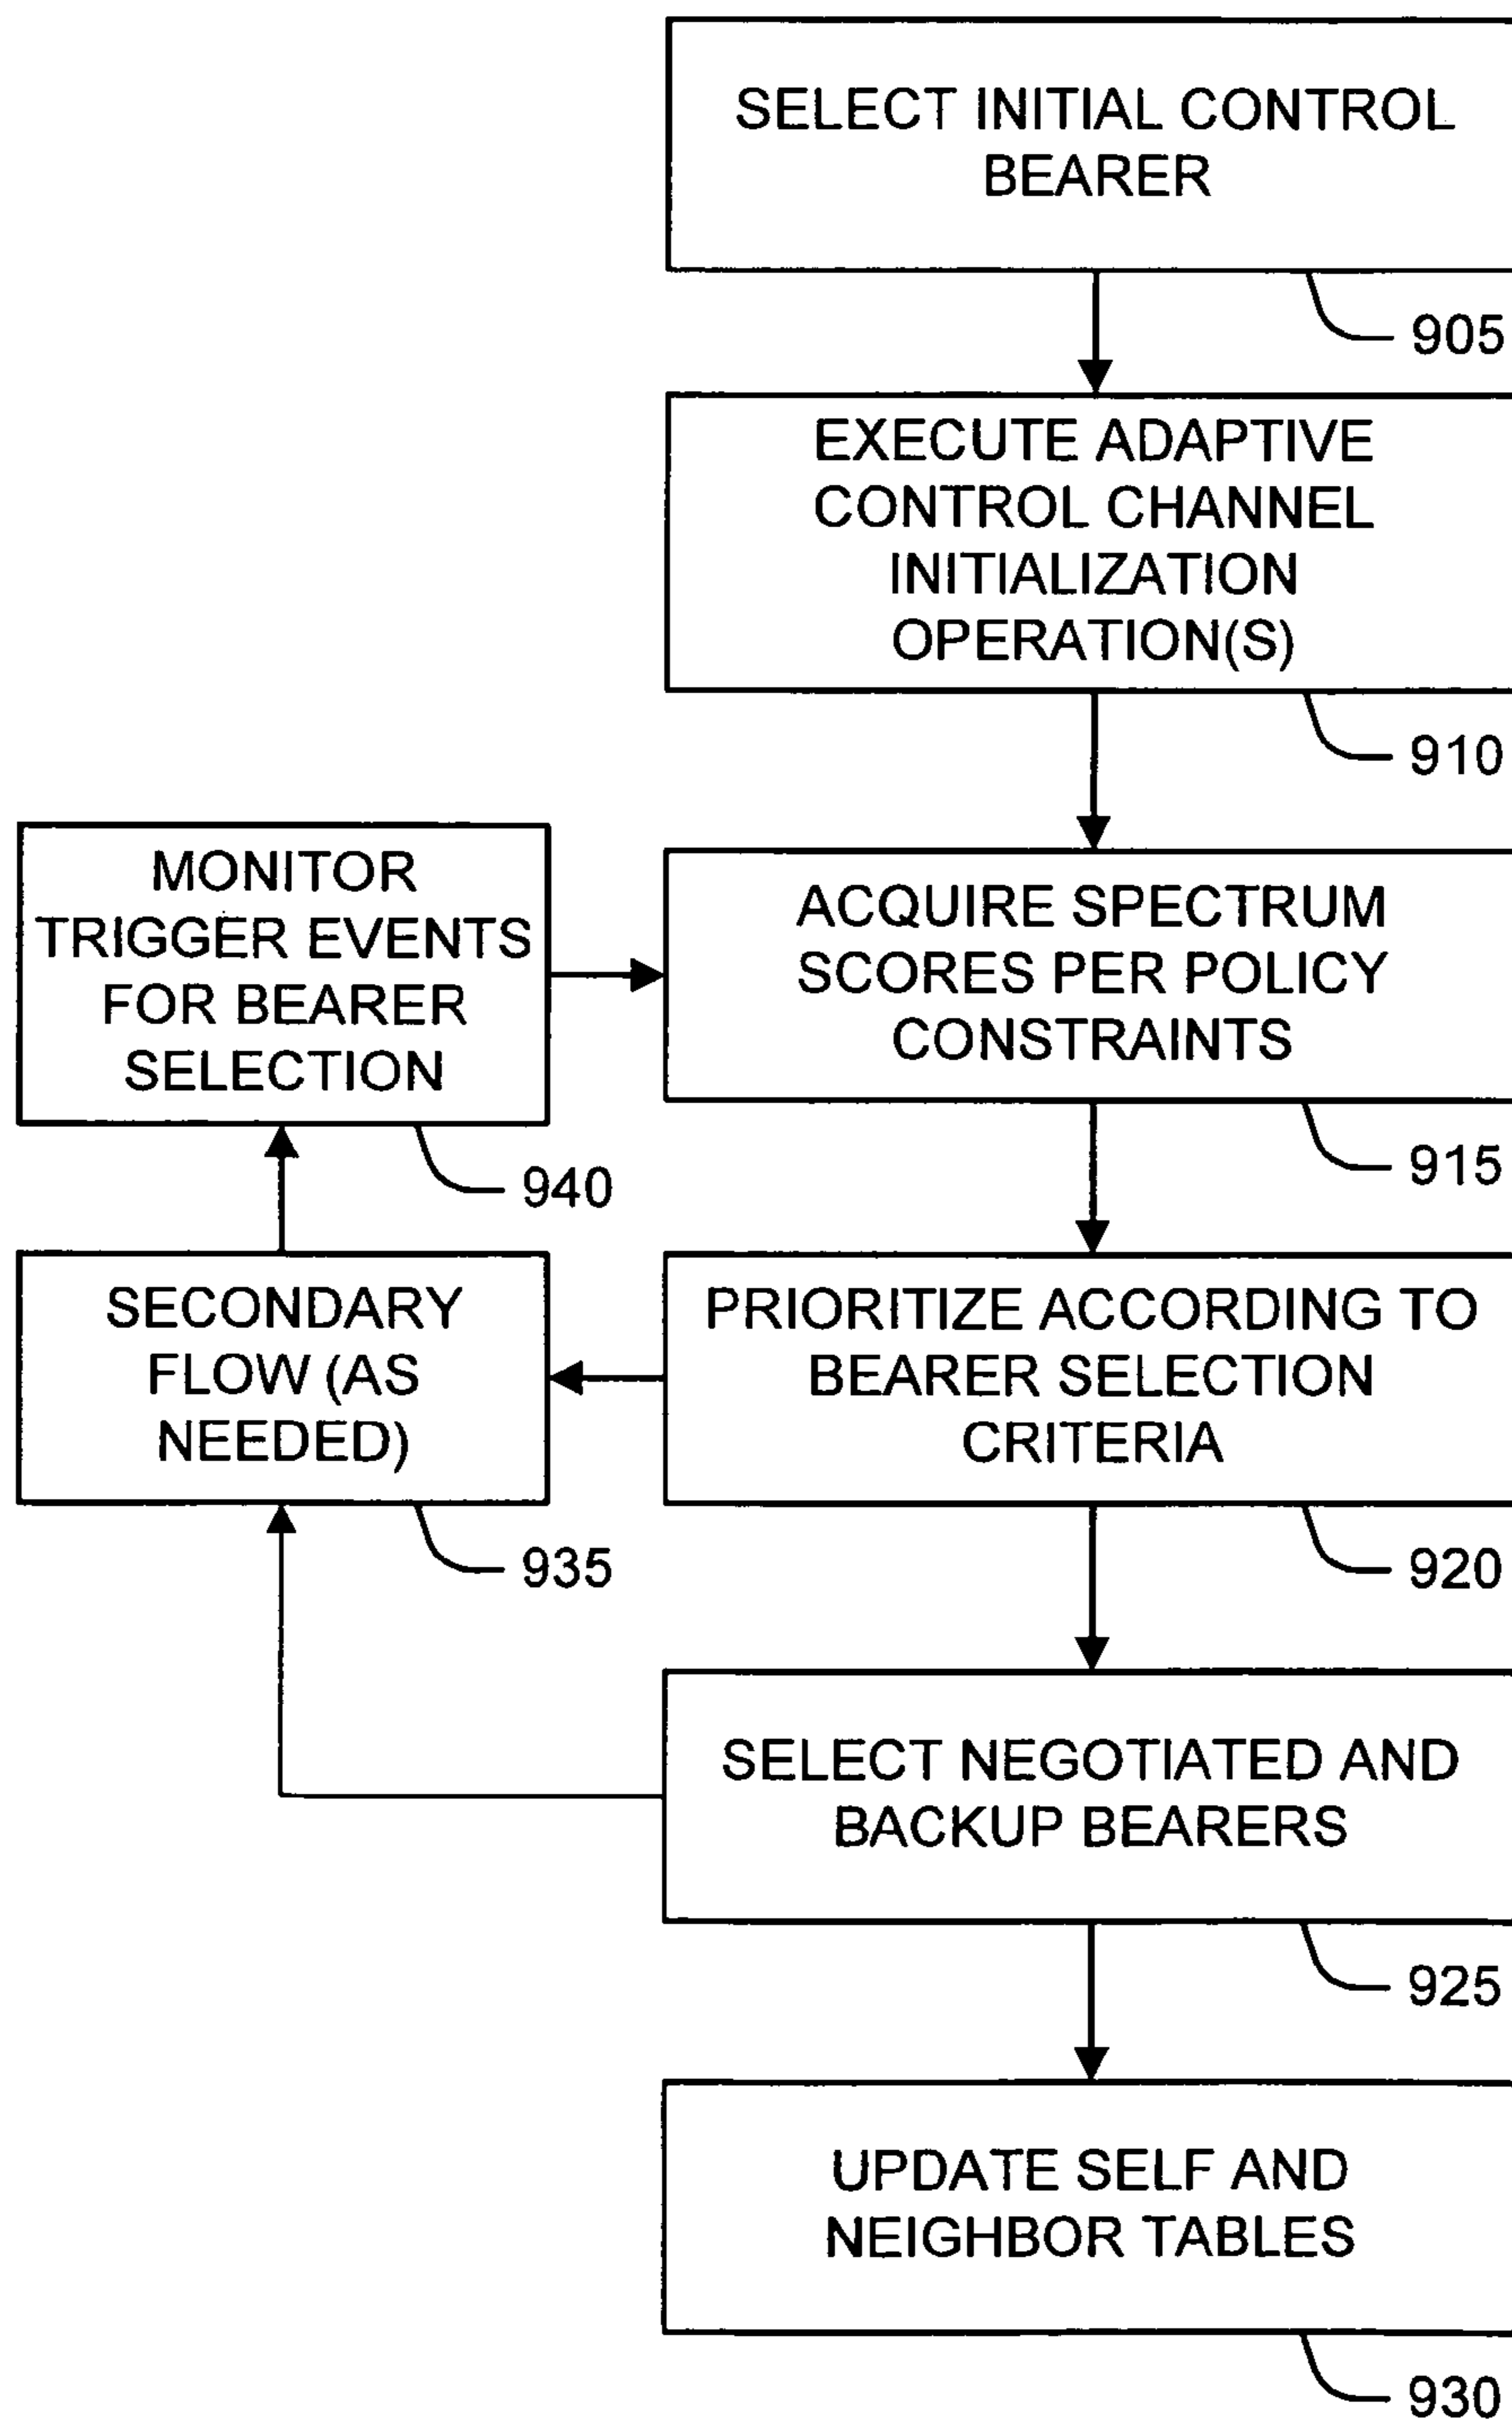 SELECT INITIAL CONTROL
BEARER
905
EXECUTE ADAPTIVE
CONTROL CHANNEL
INITIALIZATION
OPERATION(S)
910
MONITOR
TRIGGER EVENTS
FOR BEARER
SELECTION
940
ACQUIRE SPECTRUM
SCORES PER POLICY
CONSTRAINTS
915
SECONDARY
FLOW (AS
NEEDED)
935
PRIORITIZE ACCORDING TO
BEARER SELECTION
CRITERIA
920
SELECT NEGOTIATED AND
BACKUP BEARERS
925
UPDATE SELF AND
NEIGHBOR TABLES
930